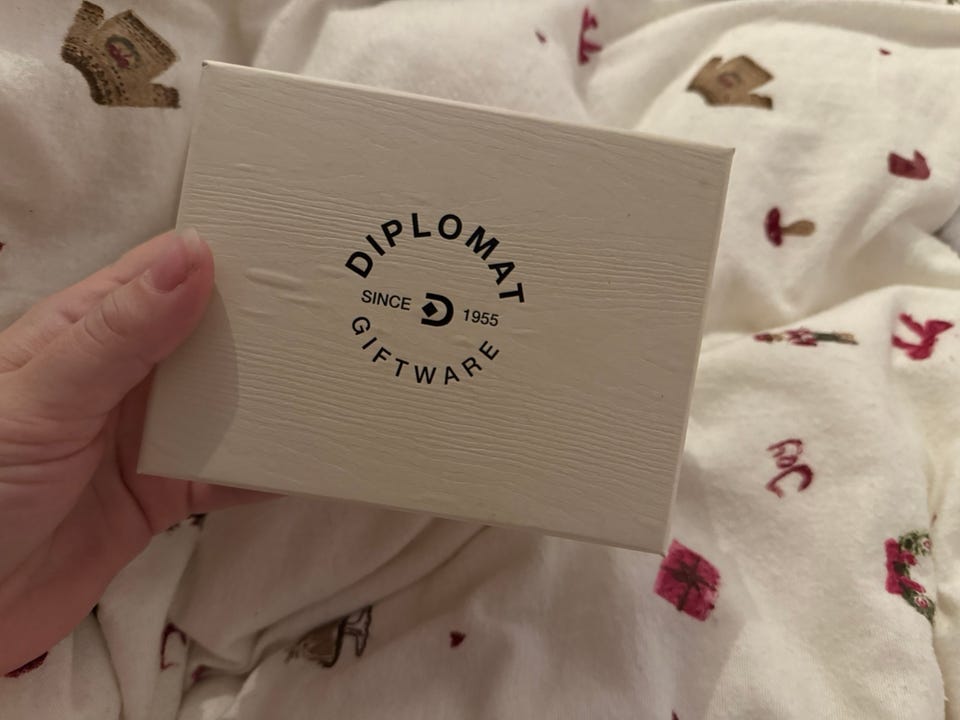 DIPLOMAT
SINCE D 1955
GIFTWARE